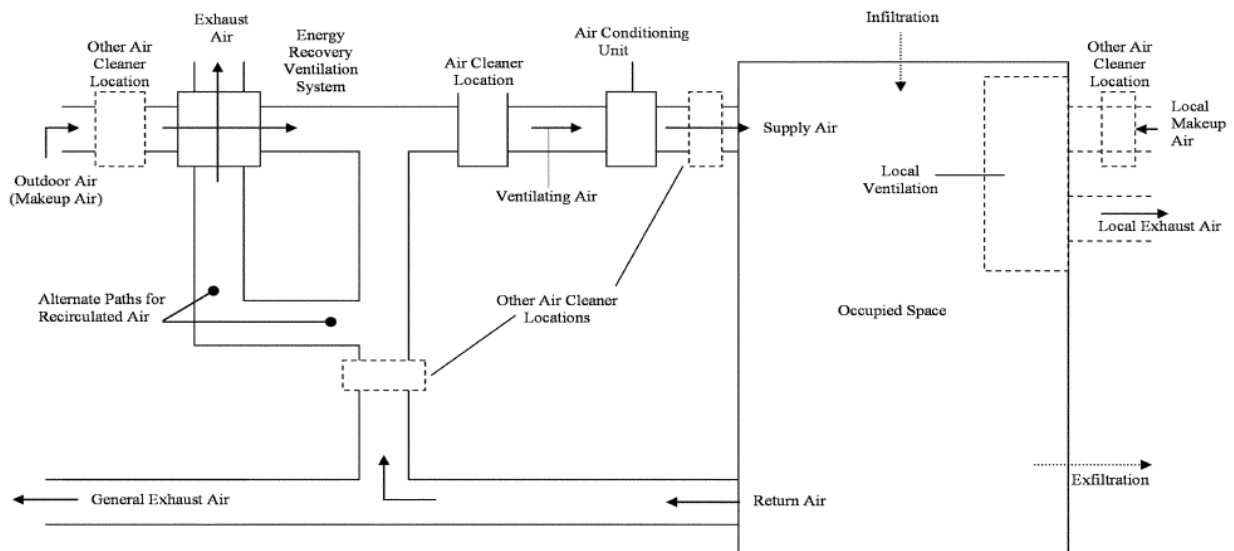 Exhaust
Air
Other Air
Cleaner
Location
Energy
Recovery
Ventilation
System
Air Cleaner
Location
Air Conditioning
Unit
Infiltration
Other Air
Cleaner
Location
Outdoor Air
(Makeup Air)
Ventilating Air
Supply Air
Local
Ventilation
Local
Makeup
Air
Local Exhaust Air
Alternate Paths for
Recirculated Air
Other Air Cleaner
Locations
Occupied Space
General Exhaust Air
Return Air
Exfiltration